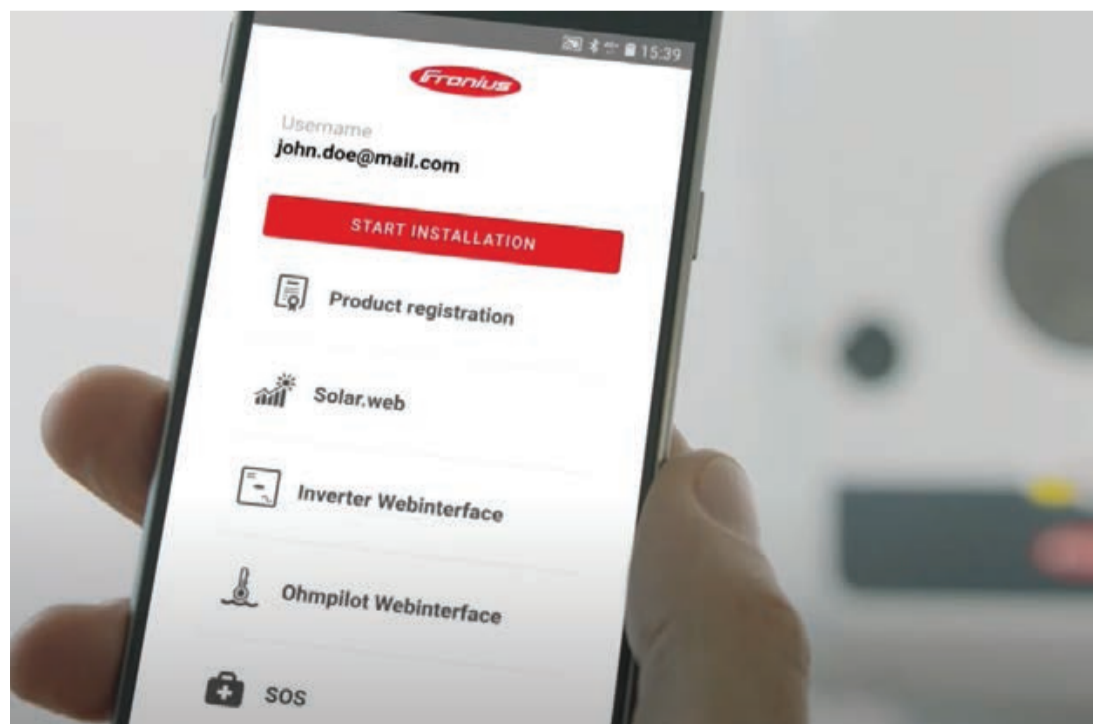 15:39
Fronius
Username
john.doe@mail.com
START INSTALLATION
Product registration
Solar.web
Inverter Webinterface
Ohmpilot Webinterface
SOS